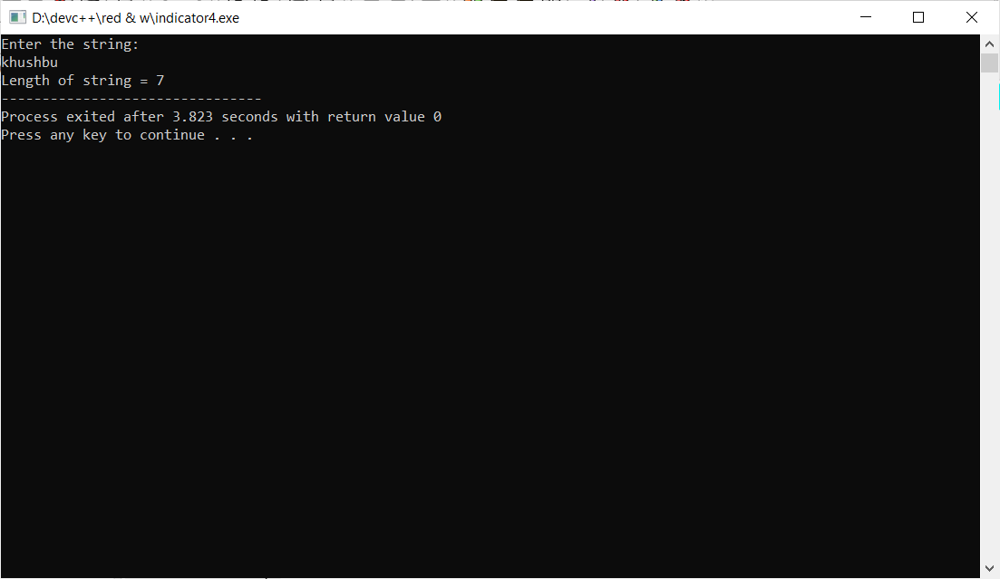 D:\devc++\red & w\indicator4.exe
Enter the string:
khushbu
Length of string = 7
--------------------------------
Process exited after 3.823 seconds with return value 0
Press any key to continue . . .